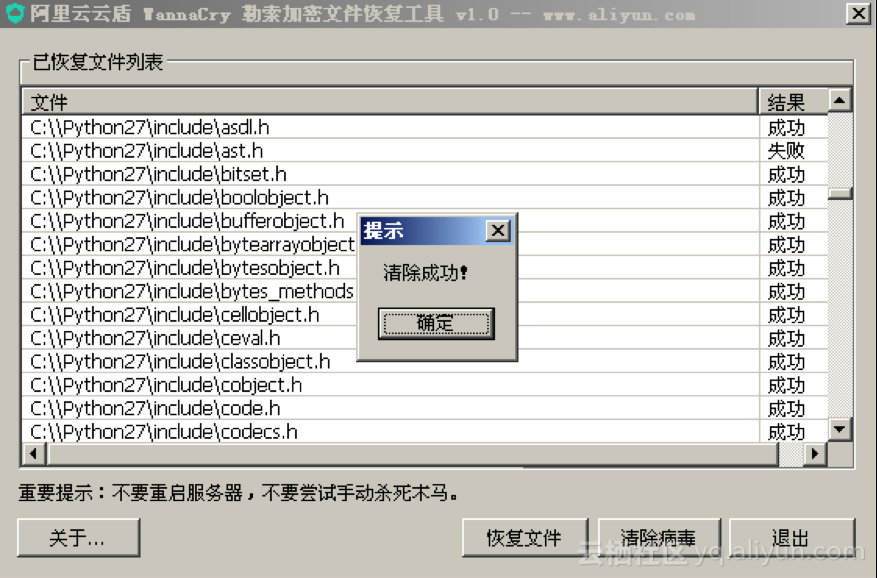 阿里云云盾 WannaCry 勒索加密文件恢复工具 v1.0 -- www.aliyun.com
已恢复文件列表
文件 结果
C:\\Python27\include\asdl.h 成功
C:\\Python27\include\ast.h 失败
C:\\Python27\include\bitset.h 成功
C:\\Python27\include\boolobject.h 成功
C:\\Python27\include\bufferobject.h 成功
C:\\Python27\include\bytearrayobject 成功
C:\\Python27\include\bytesobject.h 成功
C:\\Python27\include\bytes_methods 成功
C:\\Python27\include\cellobject.h 成功
C:\\Python27\include\ceval.h 成功
C:\\Python27\include\classobject.h 成功
C:\\Python27\include\cobject.h 成功
C:\\Python27\include\code.h 成功
C:\\Python27\include\codecs.h 成功
提示
清除成功!
确定
重要提示：不要重启服务器，不要尝试手动杀死木马。
关于... 恢复文件 清除病毒 退出
云栖社区 yq.aliyun.com